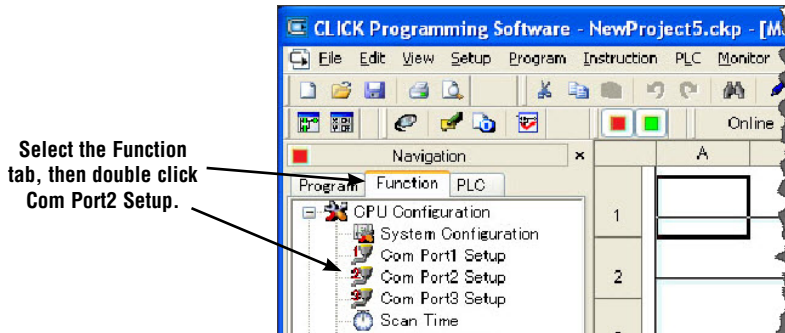 CLICK Programming Software - NewProject5.ckp - [M
File Edit View Setup Program Instruction PLC Monitor
Online
Select the Function
tab, then double click
Com Port2 Setup.
Navigation
A
Program Function PLC
CPU Configuration
System Configuration
Com Port1 Setup
Com Port2 Setup
Com Port3 Setup
Scan Time
1
2